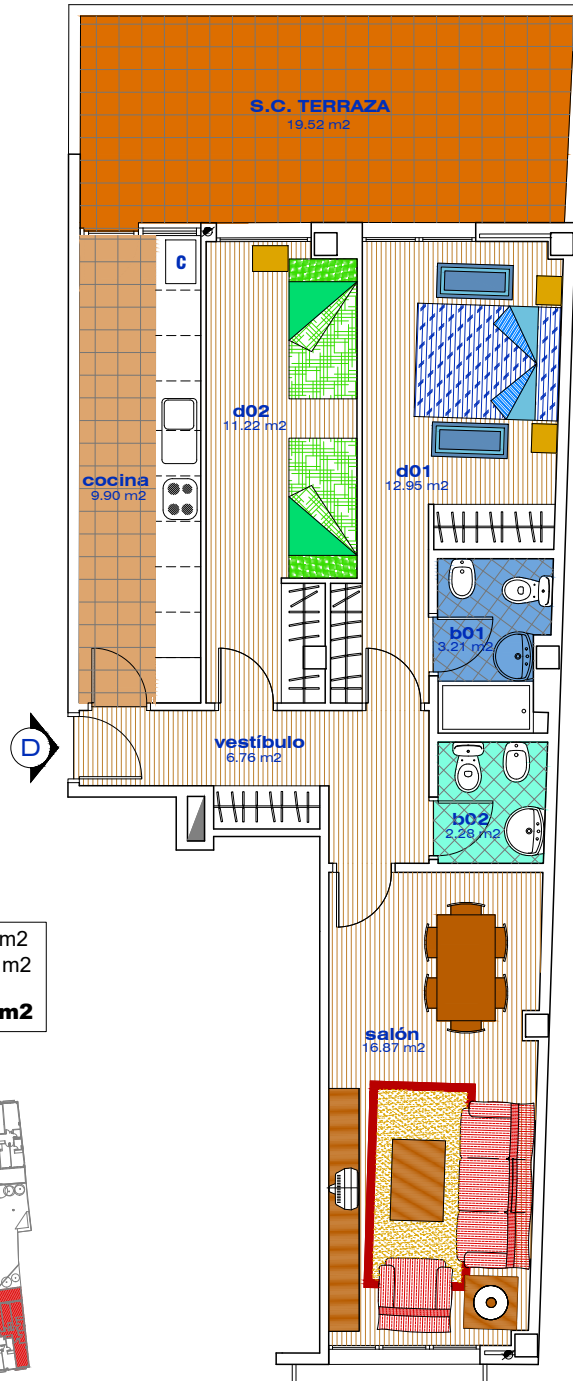 S.C. TERRAZA
19.52 m2
C
d02
11.22 m2
d01
12.95 m2
cocina
9.90 m2
b01
3.21 m2
D
vestíbulo
6.76 m2
b02
2.28 m2
m2
m2
m2
salón
16.87 m2